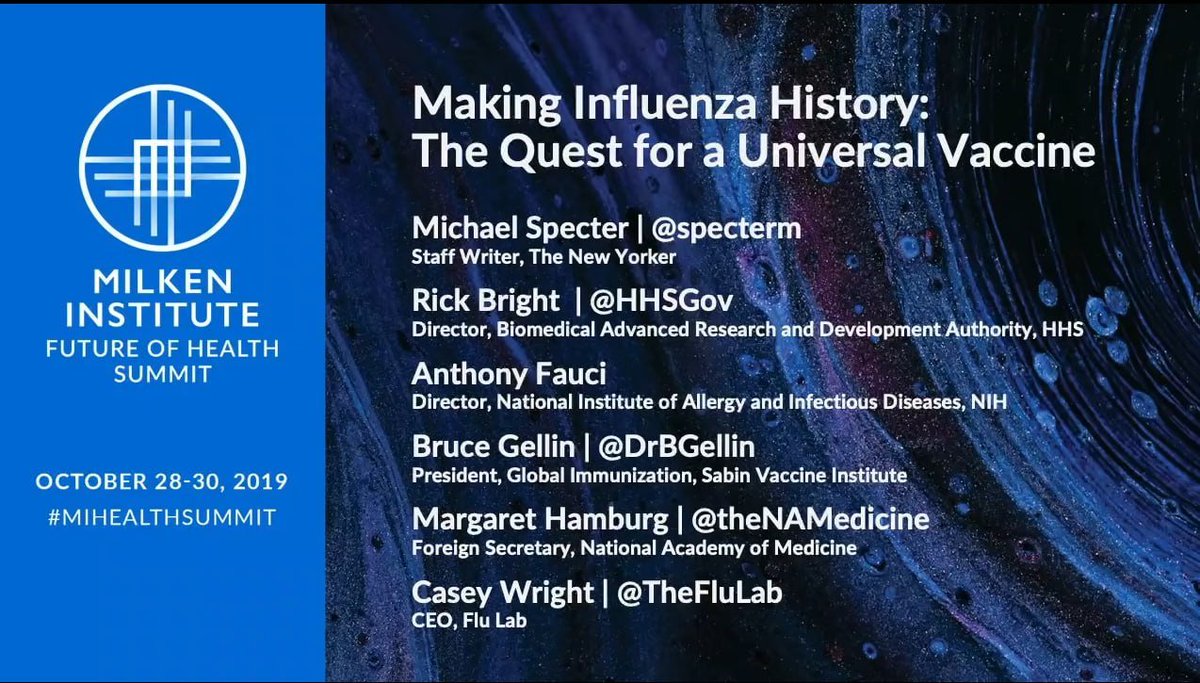 MILKEN
INSTITUTE
FUTURE OF HEALTH
SUMMIT
OCTOBER 28-30, 2019
#MIHEALTHSUMMIT
Making Influenza History:
The Quest for a Universal Vaccine
Michael Specter | @specterm
Staff Writer, The New Yorker
Rick Bright | @HHSGov
Director, Biomedical Advanced Research and Development Authority, HHS
Anthony Fauci
Director, National Institute of Allergy and Infectious Diseases, NIH
Bruce Gellin | @DrBGellin
President, Global Immunization, Sabin Vaccine Institute
Margaret Hamburg | @theNAMedicine
Foreign Secretary, National Academy of Medicine
Casey Wright | @TheFluLab
CEO, Flu Lab